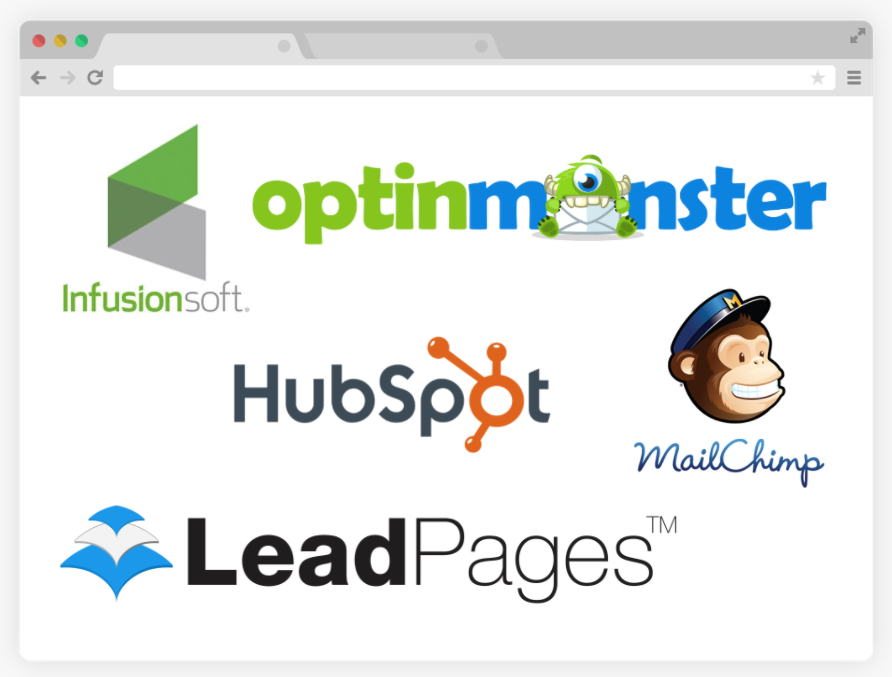 optinmonster
Infusionsoft.
M
HubSpot
MailChimp
LeadPages™